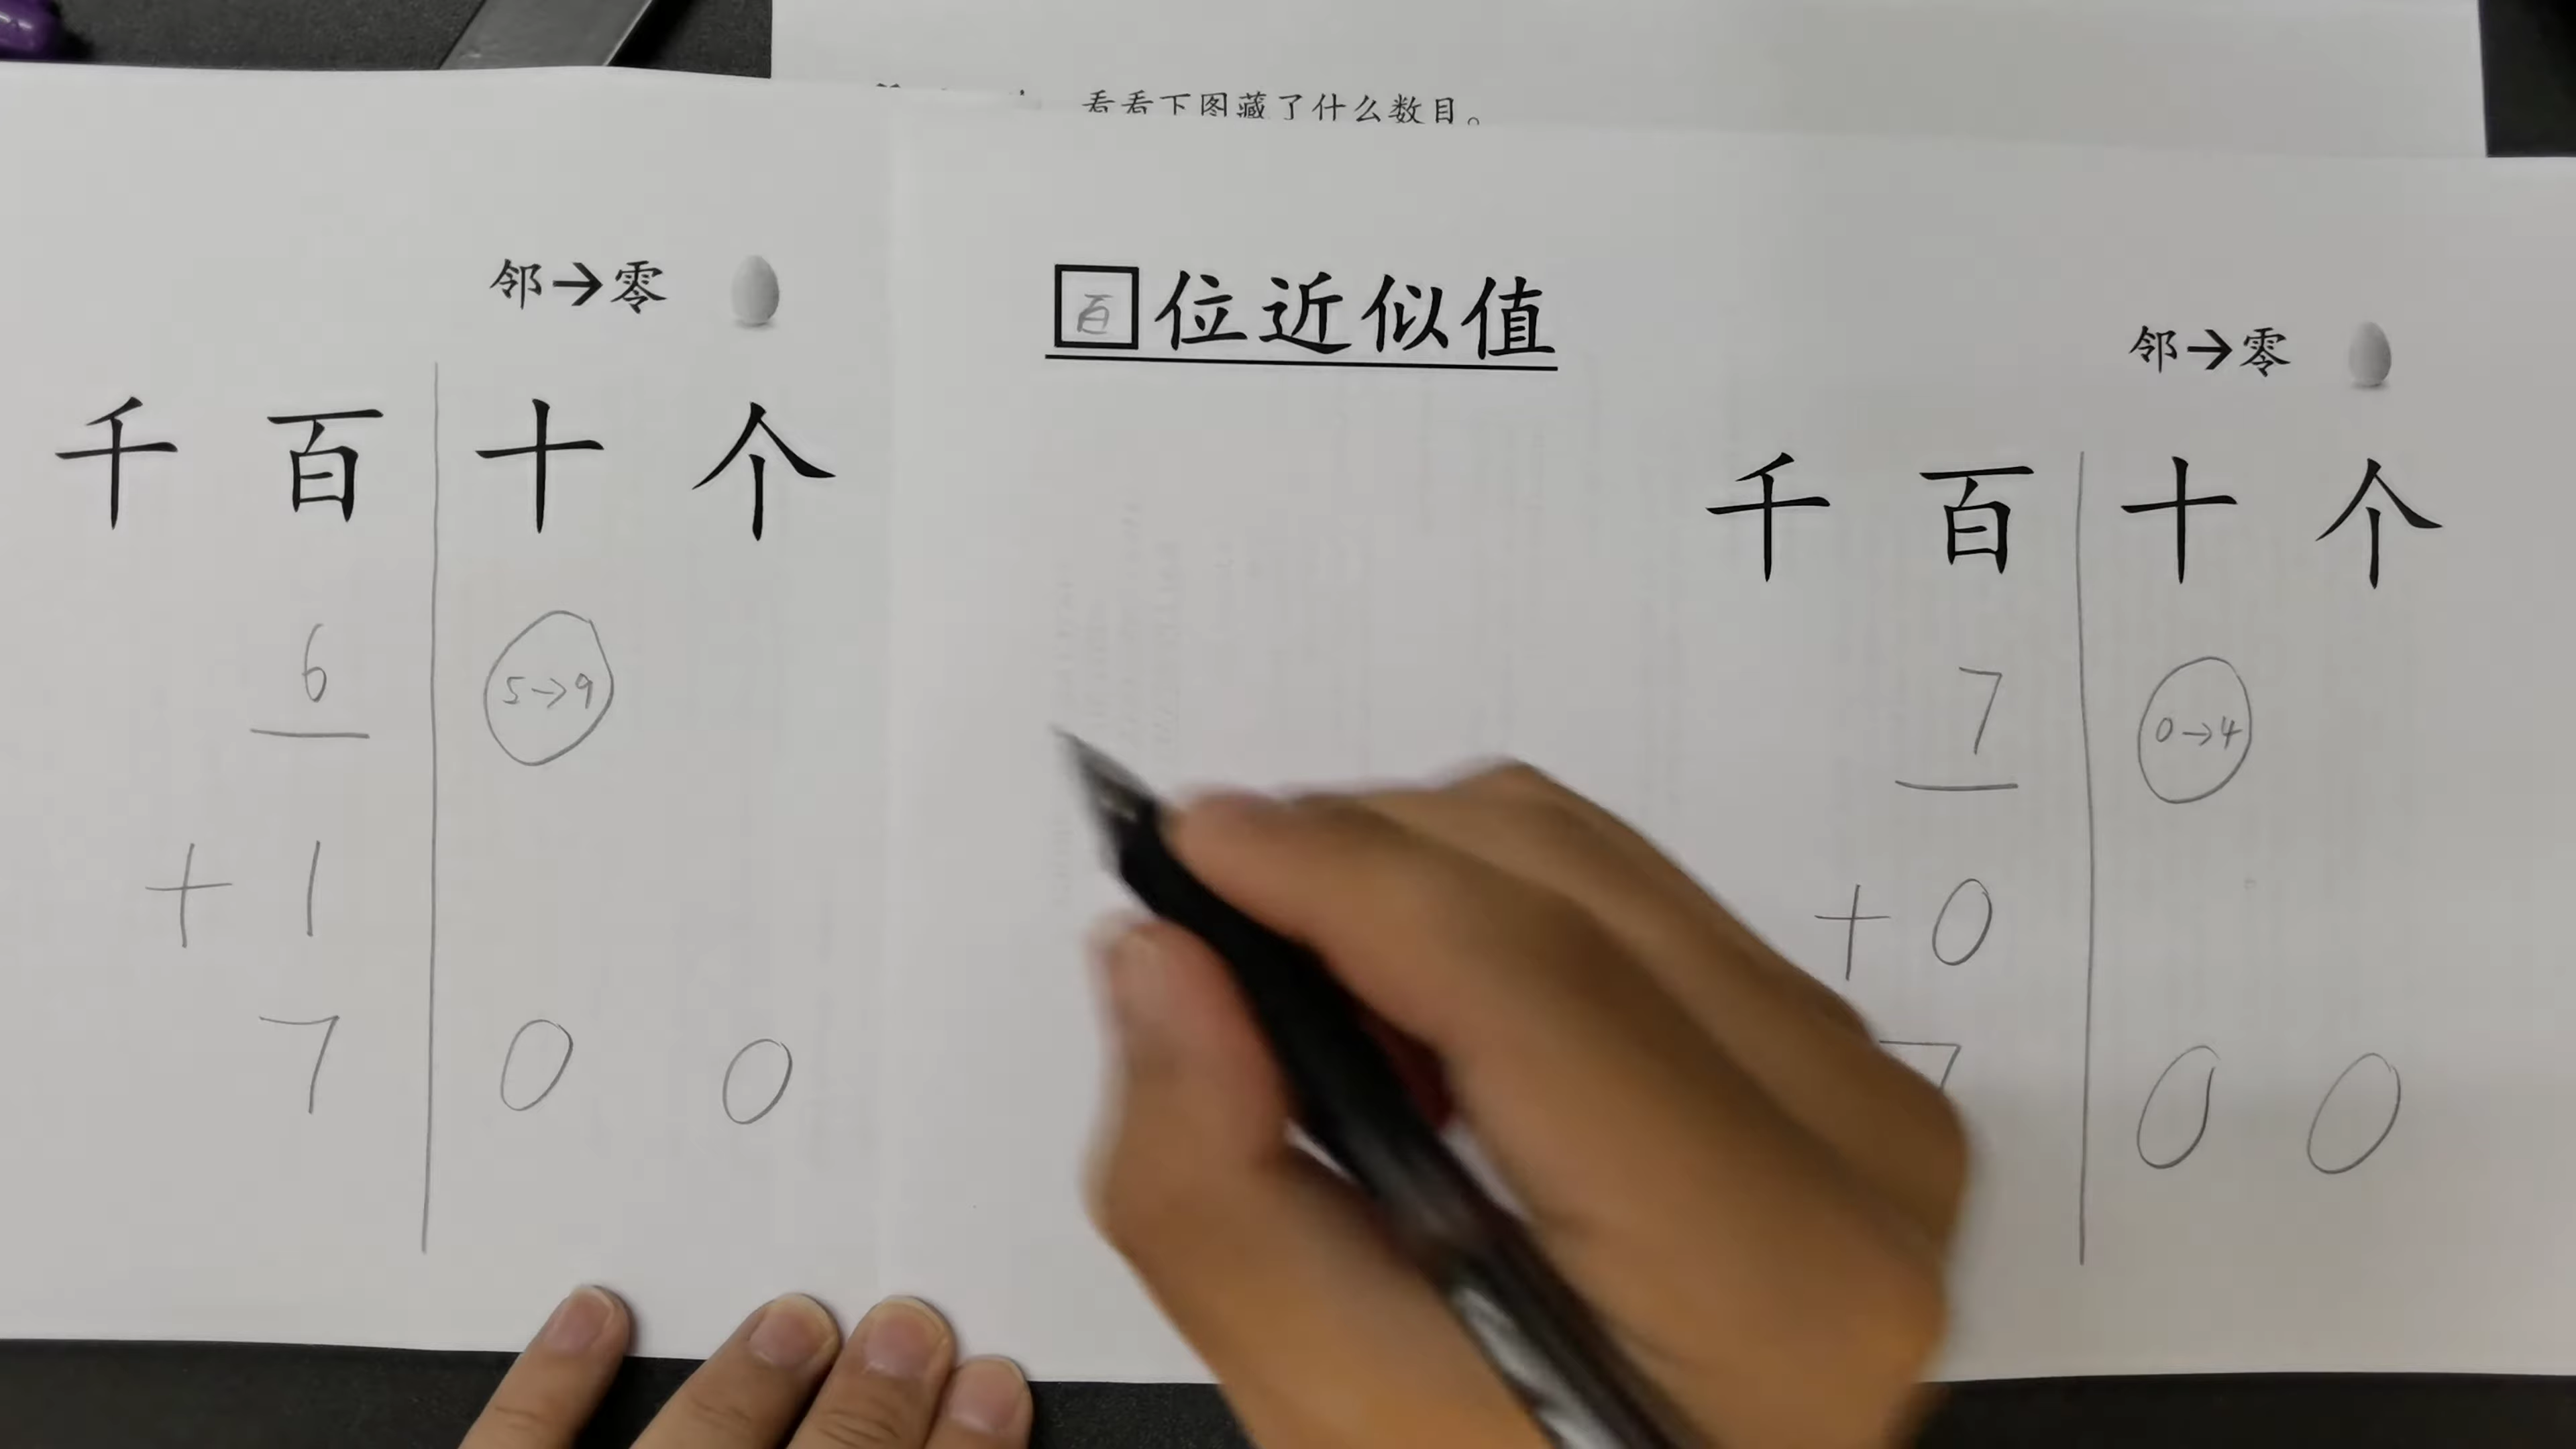 看看下图藏了什么数目。
邻→零
百位近似值
邻→零
千 百 十 个
千 百 十 个
6 5→9
7 0→4
+ 1
+ 0
7 0 0
7 0 0